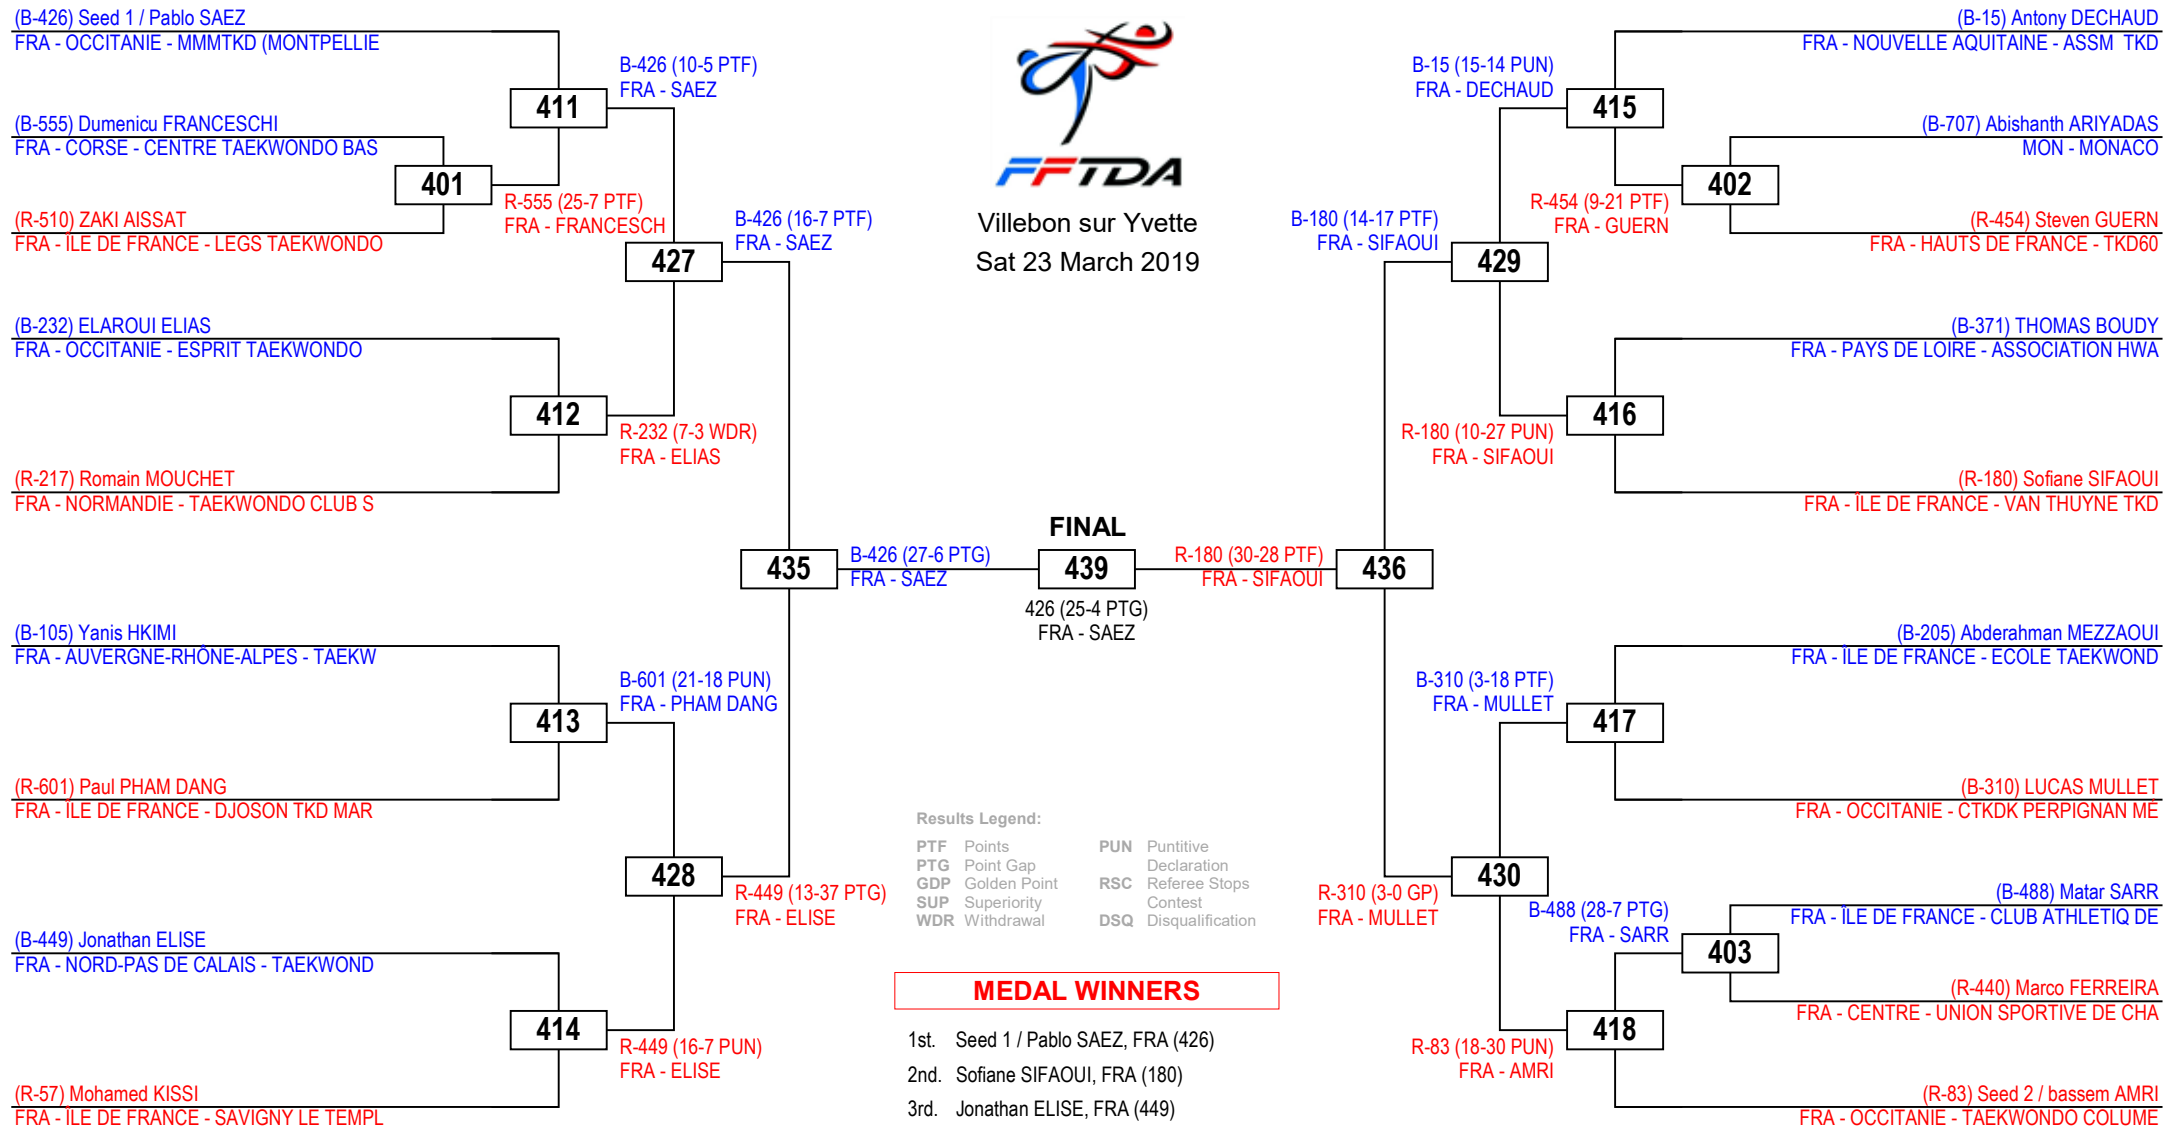 (B-426) Seed 1 / Pablo SAEZ
FRA - OCCITANIE - MMMTKD (MONTPELLIE
(B-555) Dumenicu FRANCESCHI
FRA - CORSE - CENTRE TAEKWONDO BAS
(R-510) ZAKI AISSAT
FRA - ÎLE DE FRANCE - LEGS TAEKWONDO
(B-232) ELAROUI ELIAS
FRA - OCCITANIE - ESPRIT TAEKWONDO
(R-217) Romain MOUCHET
FRA - NORMANDIE - TAEKWONDO CLUB S
(B-105) Yanis HKIMI
FRA - AUVERGNE-RHÔNE-ALPES - TAEKW
(R-601) Paul PHAM DANG
FRA - ÎLE DE FRANCE - DJOSON TKD MAR
(B-449) Jonathan ELISE
FRA - NORD-PAS DE CALAIS - TAEKWOND
(R-57) Mohamed KISSI
FRA - ÎLE DE FRANCE - SAVIGNY LE TEMPL
401
R-555 (25-7 PTF)
FRA - FRANCESCH
411
B-426 (10-5 PTF)
FRA - SAEZ
412
R-232 (7-3 WDR)
FRA - ELIAS
413
B-601 (21-18 PUN)
FRA - PHAM DANG
414
R-449 (16-7 PUN)
FRA - ELISE
427
B-426 (16-7 PTF)
FRA - SAEZ
428
R-449 (13-37 PTG)
FRA - ELISE
435
B-426 (27-6 PTG)
FRA - SAEZ
FFTDA
Villebon sur Yvette
Sat 23 March 2019
FINAL
439
426 (25-4 PTG)
FRA - SAEZ
R-180 (30-28 PTF)
FRA - SIFAOUI
436
B-180 (14-17 PTF)
FRA - SIFAOUI
429
R-310 (3-0 GP)
FRA - MULLET
430
B-15 (15-14 PUN)
FRA - DECHAUD
415
R-180 (10-27 PUN)
FRA - SIFAOUI
416
B-310 (3-18 PTF)
FRA - MULLET
417
R-83 (18-30 PUN)
FRA - AMRI
418
R-454 (9-21 PTF)
FRA - GUERN
402
B-488 (28-7 PTG)
FRA - SARR
403
(B-15) Antony DECHAUD
FRA - NOUVELLE AQUITAINE - ASSM TKD
(B-707) Abishanth ARIYADAS
MON - MONACO
(R-454) Steven GUERN
FRA - HAUTS DE FRANCE - TKD60
(B-371) THOMAS BOUDY
FRA - PAYS DE LOIRE - ASSOCIATION HWA
(R-180) Sofiane SIFAOUI
FRA - ÎLE DE FRANCE - VAN THUYNE TKD
(B-205) Abderahman MEZZAOUI
FRA - ÎLE DE FRANCE - ECOLE TAEKWOND
(B-310) LUCAS MULLET
FRA - OCCITANIE - CTKDK PERPIGNAN MÉ
(B-488) Matar SARR
FRA - ÎLE DE FRANCE - CLUB ATHLETIQ DE
(R-440) Marco FERREIRA
FRA - CENTRE - UNION SPORTIVE DE CHA
(R-83) Seed 2 / bassem AMRI
FRA - OCCITANIE - TAEKWONDO COLUME
Results Legend:
PTF Points
PTG Point Gap
GDP Golden Point
SUP Superiority
WDR Withdrawal
PUN Puntitive
Declaration
RSC Referee Stops
Contest
DSQ Disqualification
MEDAL WINNERS
1st. Seed 1 / Pablo SAEZ, FRA (426)
2nd. Sofiane SIFAOUI, FRA (180)
3rd. Jonathan ELISE, FRA (449)